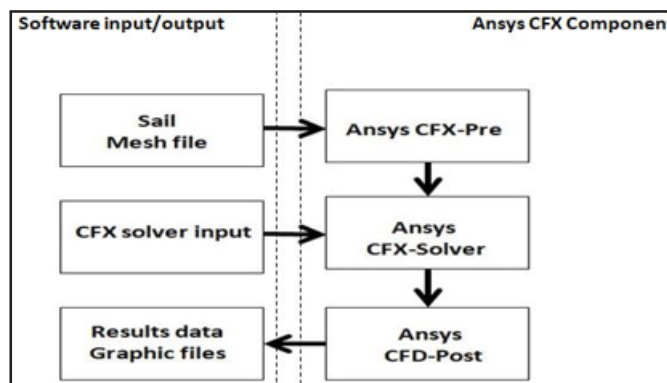 Software input/output
Ansys CFX Component
Sail
Mesh file
Ansys CFX-Pre
CFX solver input
Ansys
CFX-Solver
Results data
Graphic files
Ansys
CFD-Post